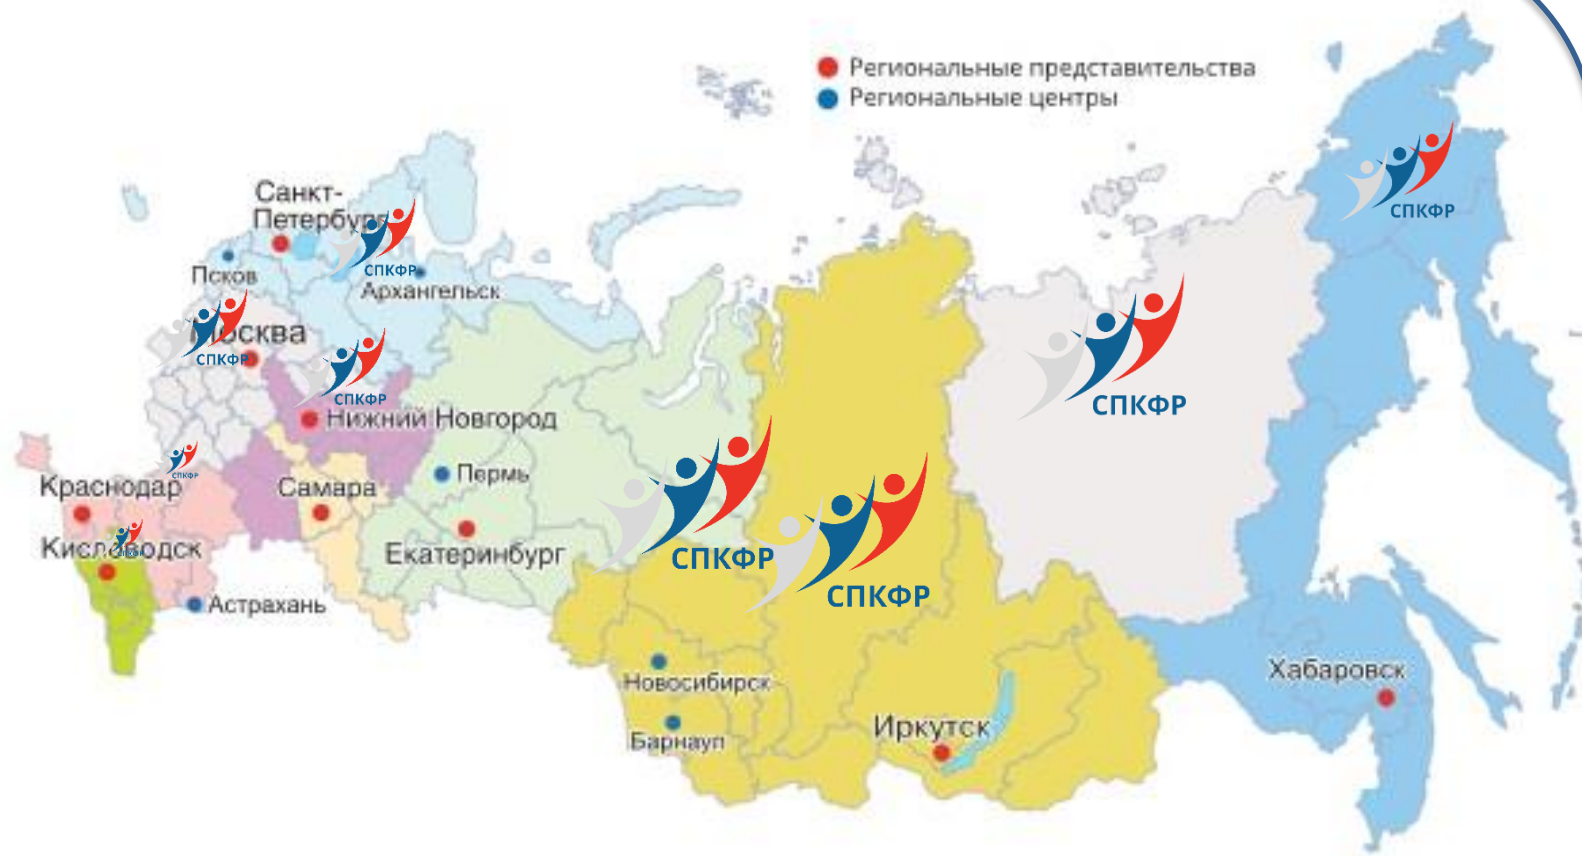 Региональные представительства
Региональные центры
СПКФР
Санкт-
Петербург
СПКФР
Псков
Архангельск
Москва
СПКФР
СПКФР
СПКФР
Нижний Новгород
СПКФР
Краснодар
Самара
Пермь
Кисловодск
Екатеринбург
СПКФР
СПКФР
Астрахань
Новосибирск
Барнаул
Иркутск
Хабаровск